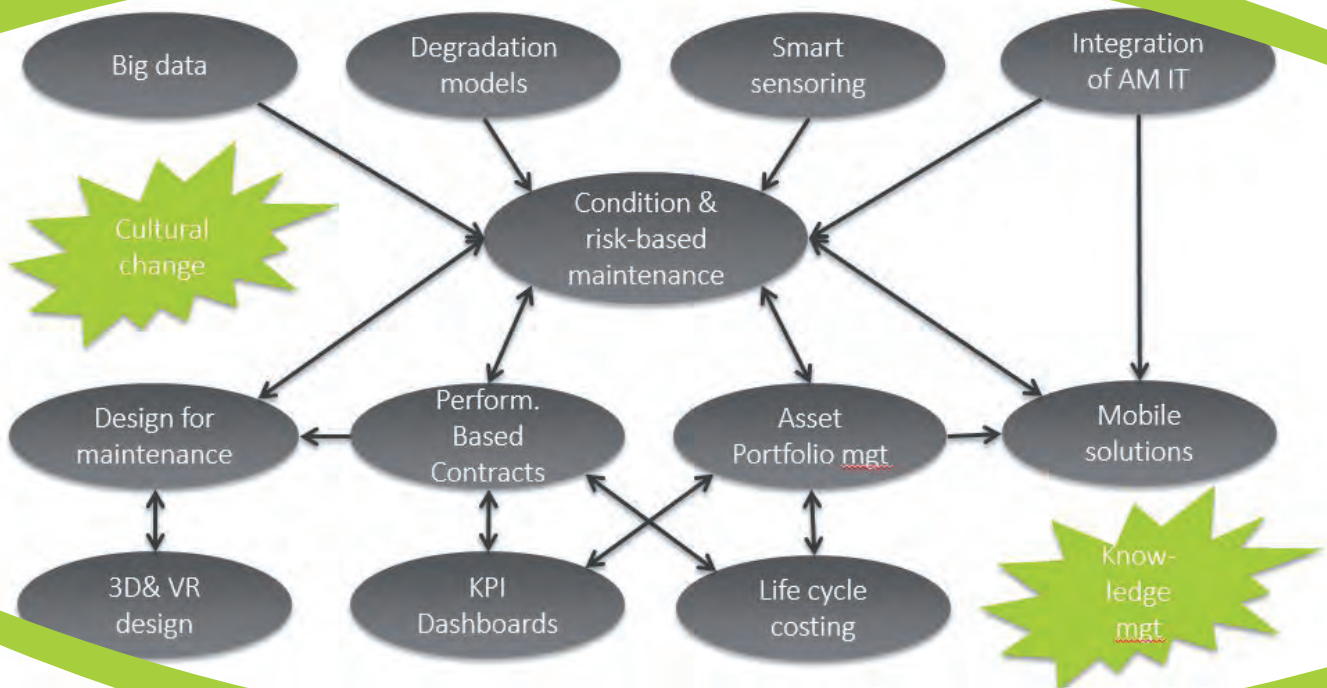 Big data
Degradation
models
Smart
sensoring
Integration
of AM IT
Cultural
change
Condition &
risk-based
maintenance
Design for
maintenance
Perform.
Based
Contracts
Asset
Portfolio mgt
Mobile
solutions
3D& VR
design
KPI
Dashboards
Life cycle
costing
Know-
ledge
mgt